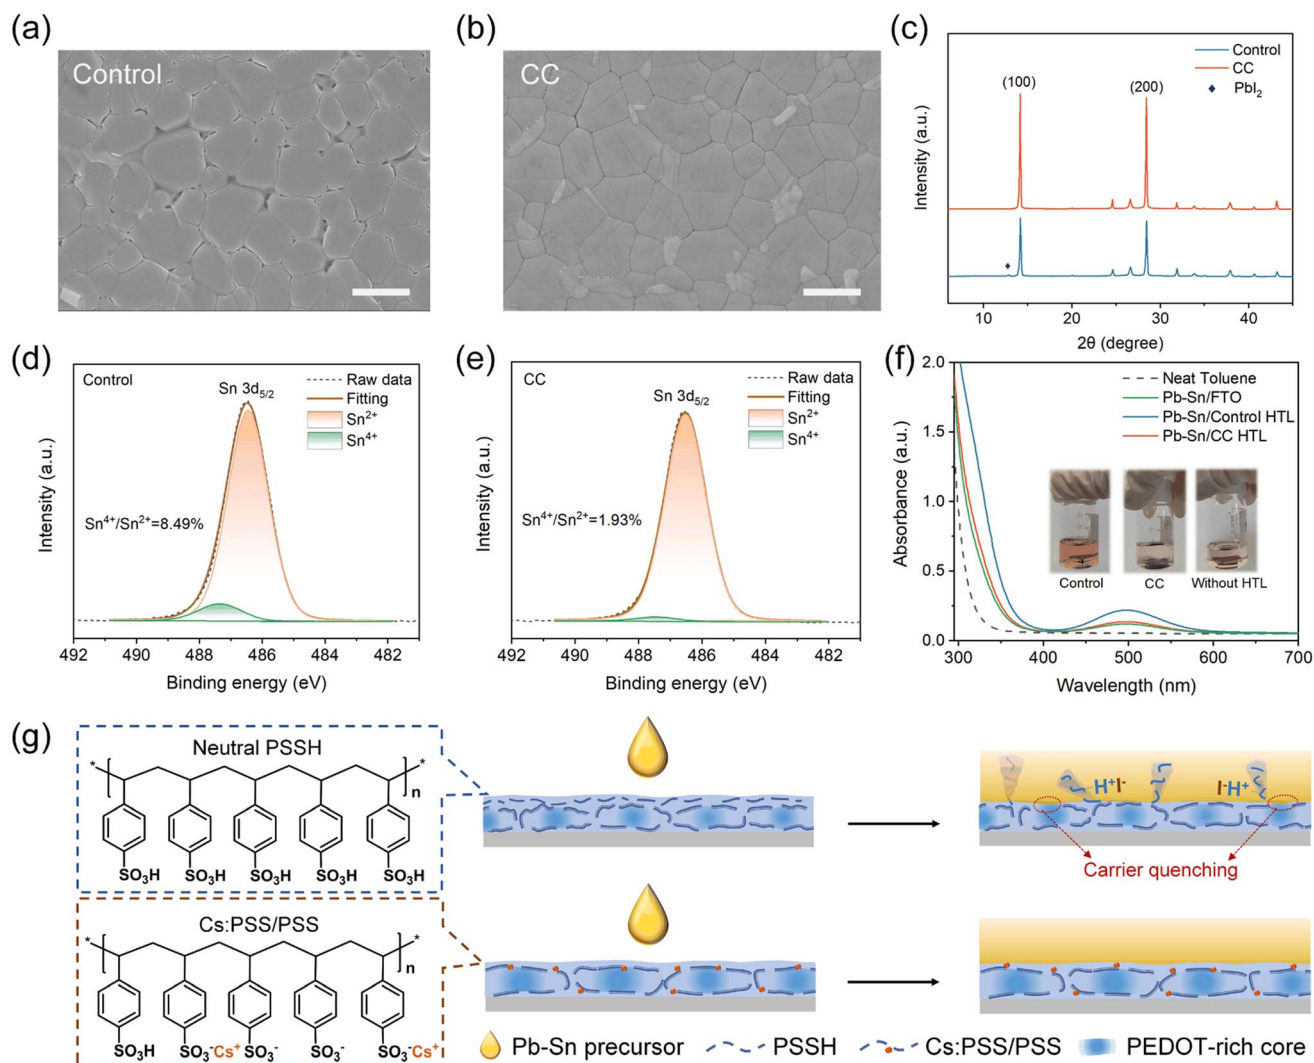 (a)
Control
(b)
CC
(c)
Control
CC
PbI₂
(100)
(200)
Intensity (a.u.)
10
20
30
40
2θ (degree)
(d)
Control
Sn 3d₅/₂
Raw data
Fitting
Sn²⁺
Sn⁴⁺
Sn⁴⁺/Sn²⁺=8.49%
Intensity (a.u.)
492
490
488
486
484
482
Binding energy (eV)
(e)
CC
Sn 3d₅/₂
Raw data
Fitting
Sn²⁺
Sn⁴⁺
Sn⁴⁺/Sn²⁺=1.93%
Intensity (a.u.)
492
490
488
486
484
482
Binding energy (eV)
(f)
2.0
1.5
1.0
0.5
0.0
Absorbance (a.u.)
Neat Toluene
Pb-Sn/FTO
Pb-Sn/Control HTL
Pb-Sn/CC HTL
Control
CC
Without HTL
300
400
500
600
700
Wavelength (nm)
(g)
Neutral PSSH
* * n
SO₃H SO₃H SO₃H SO₃H SO₃H
H⁺I⁻
I⁻H⁺
Carrier quenching
Cs:PSS/PSS
* * n
SO₃H SO₃⁻Cs⁺ SO₃⁻ SO₃⁻ SO₃⁻Cs⁺
Pb-Sn precursor
PSSH
Cs:PSS/PSS
PEDOT-rich core